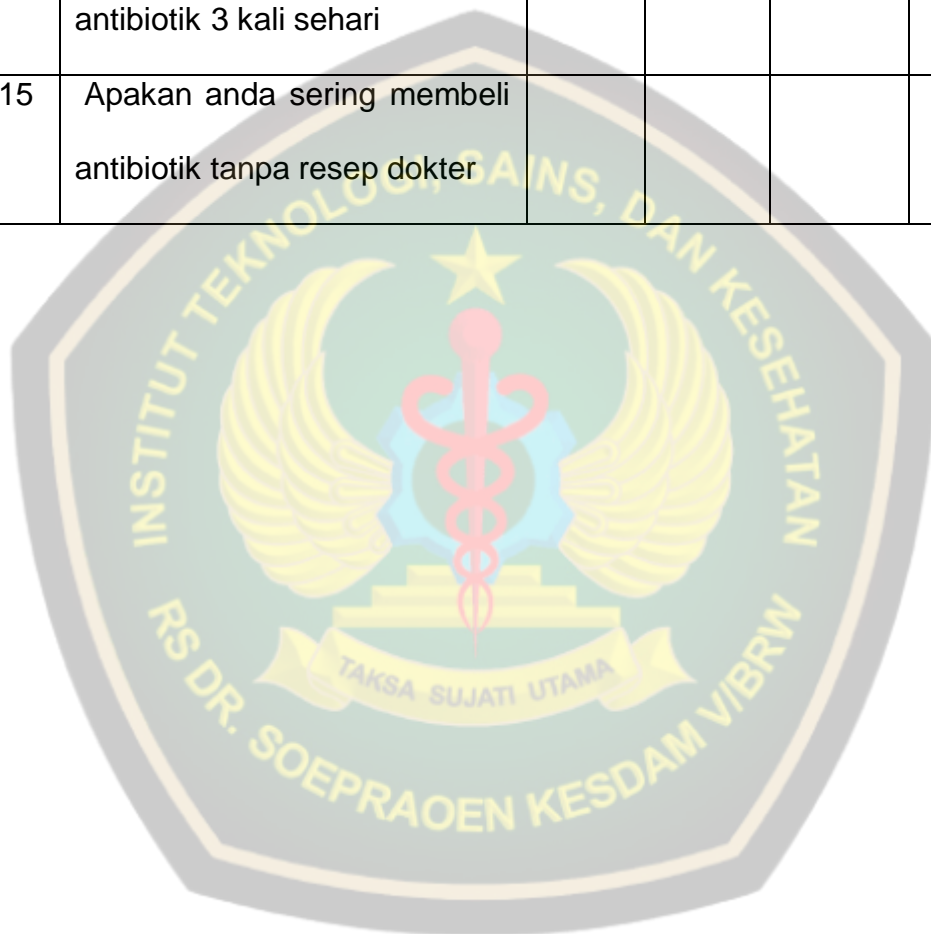 antibiotik 3 kali sehari
15 Apakan anda sering membeli
antibiotik tanpa resep dokter
INSTITUT TEKNOLOGI, SAINS, DAN KESEHATAN
TAKSA SUJATI UTAMA
RS DR. SOEPRAOEN KESDAM V/BRW